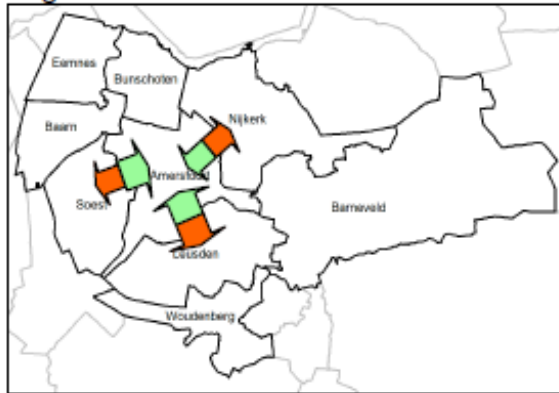 Eemnes
Bunschoten
Baarn
Nijkerk
Amersfoort
Soest
Barneveld
Leusden
Woudenberg